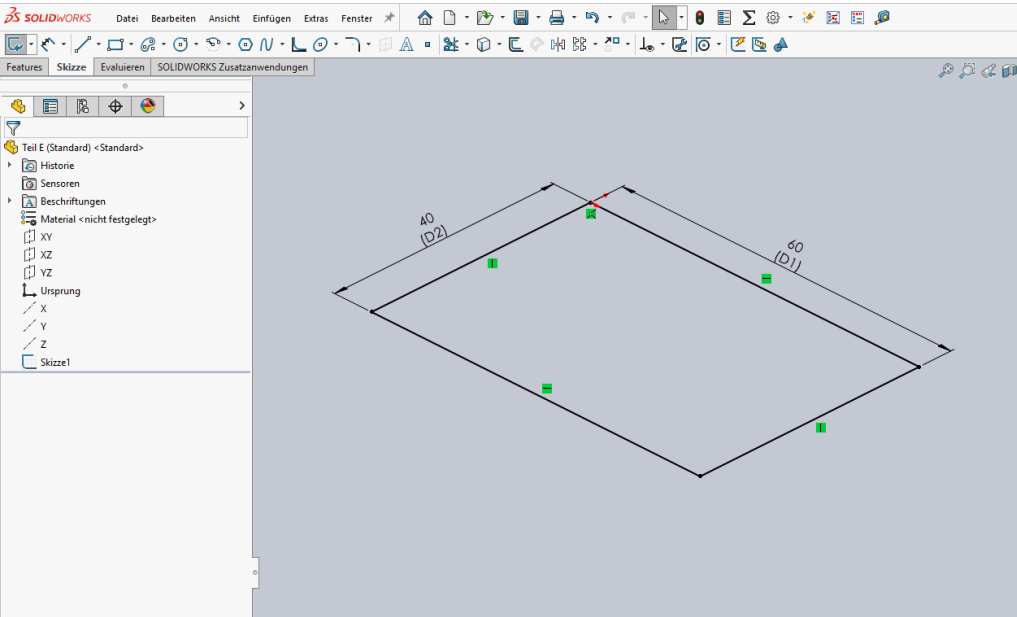 SOLIDWORKS Datei Bearbeiten Ansicht Einfügen Extras Fenster
Features Skizze Evaluieren SOLIDWORKS Zusatzanwendungen
Teil E (Standard) <Standard>
Historie
Sensoren
Beschriftungen
Material <nicht festgelegt>
XY
XZ
YZ
Ursprung
X
Y
Z
Skizze1
40
(D2)
60
(D1)